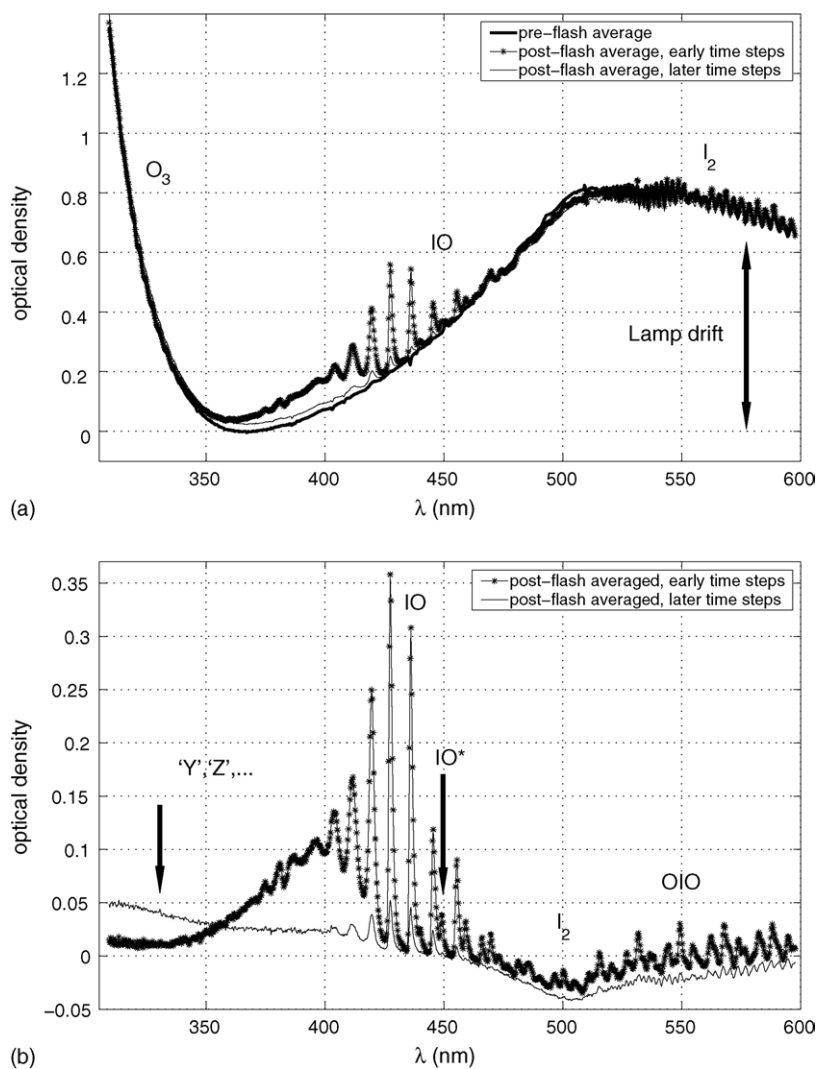 pre-flash average
post-flash average, early time steps
post-flash average, later time steps
1.2
1
0.8
0.6
0.4
0.2
0
optical density
O3
IO
I2
Lamp drift
350 400 450 500 550 600
(a)
λ (nm)
post-flash averaged, early time steps
post-flash averaged, later time steps
0.35
0.3
0.25
0.2
0.15
0.1
0.05
0
-0.05
optical density
IO
'Y','Z',...
IO*
OIO
I2
350 400 450 500 550 600
(b)
λ (nm)